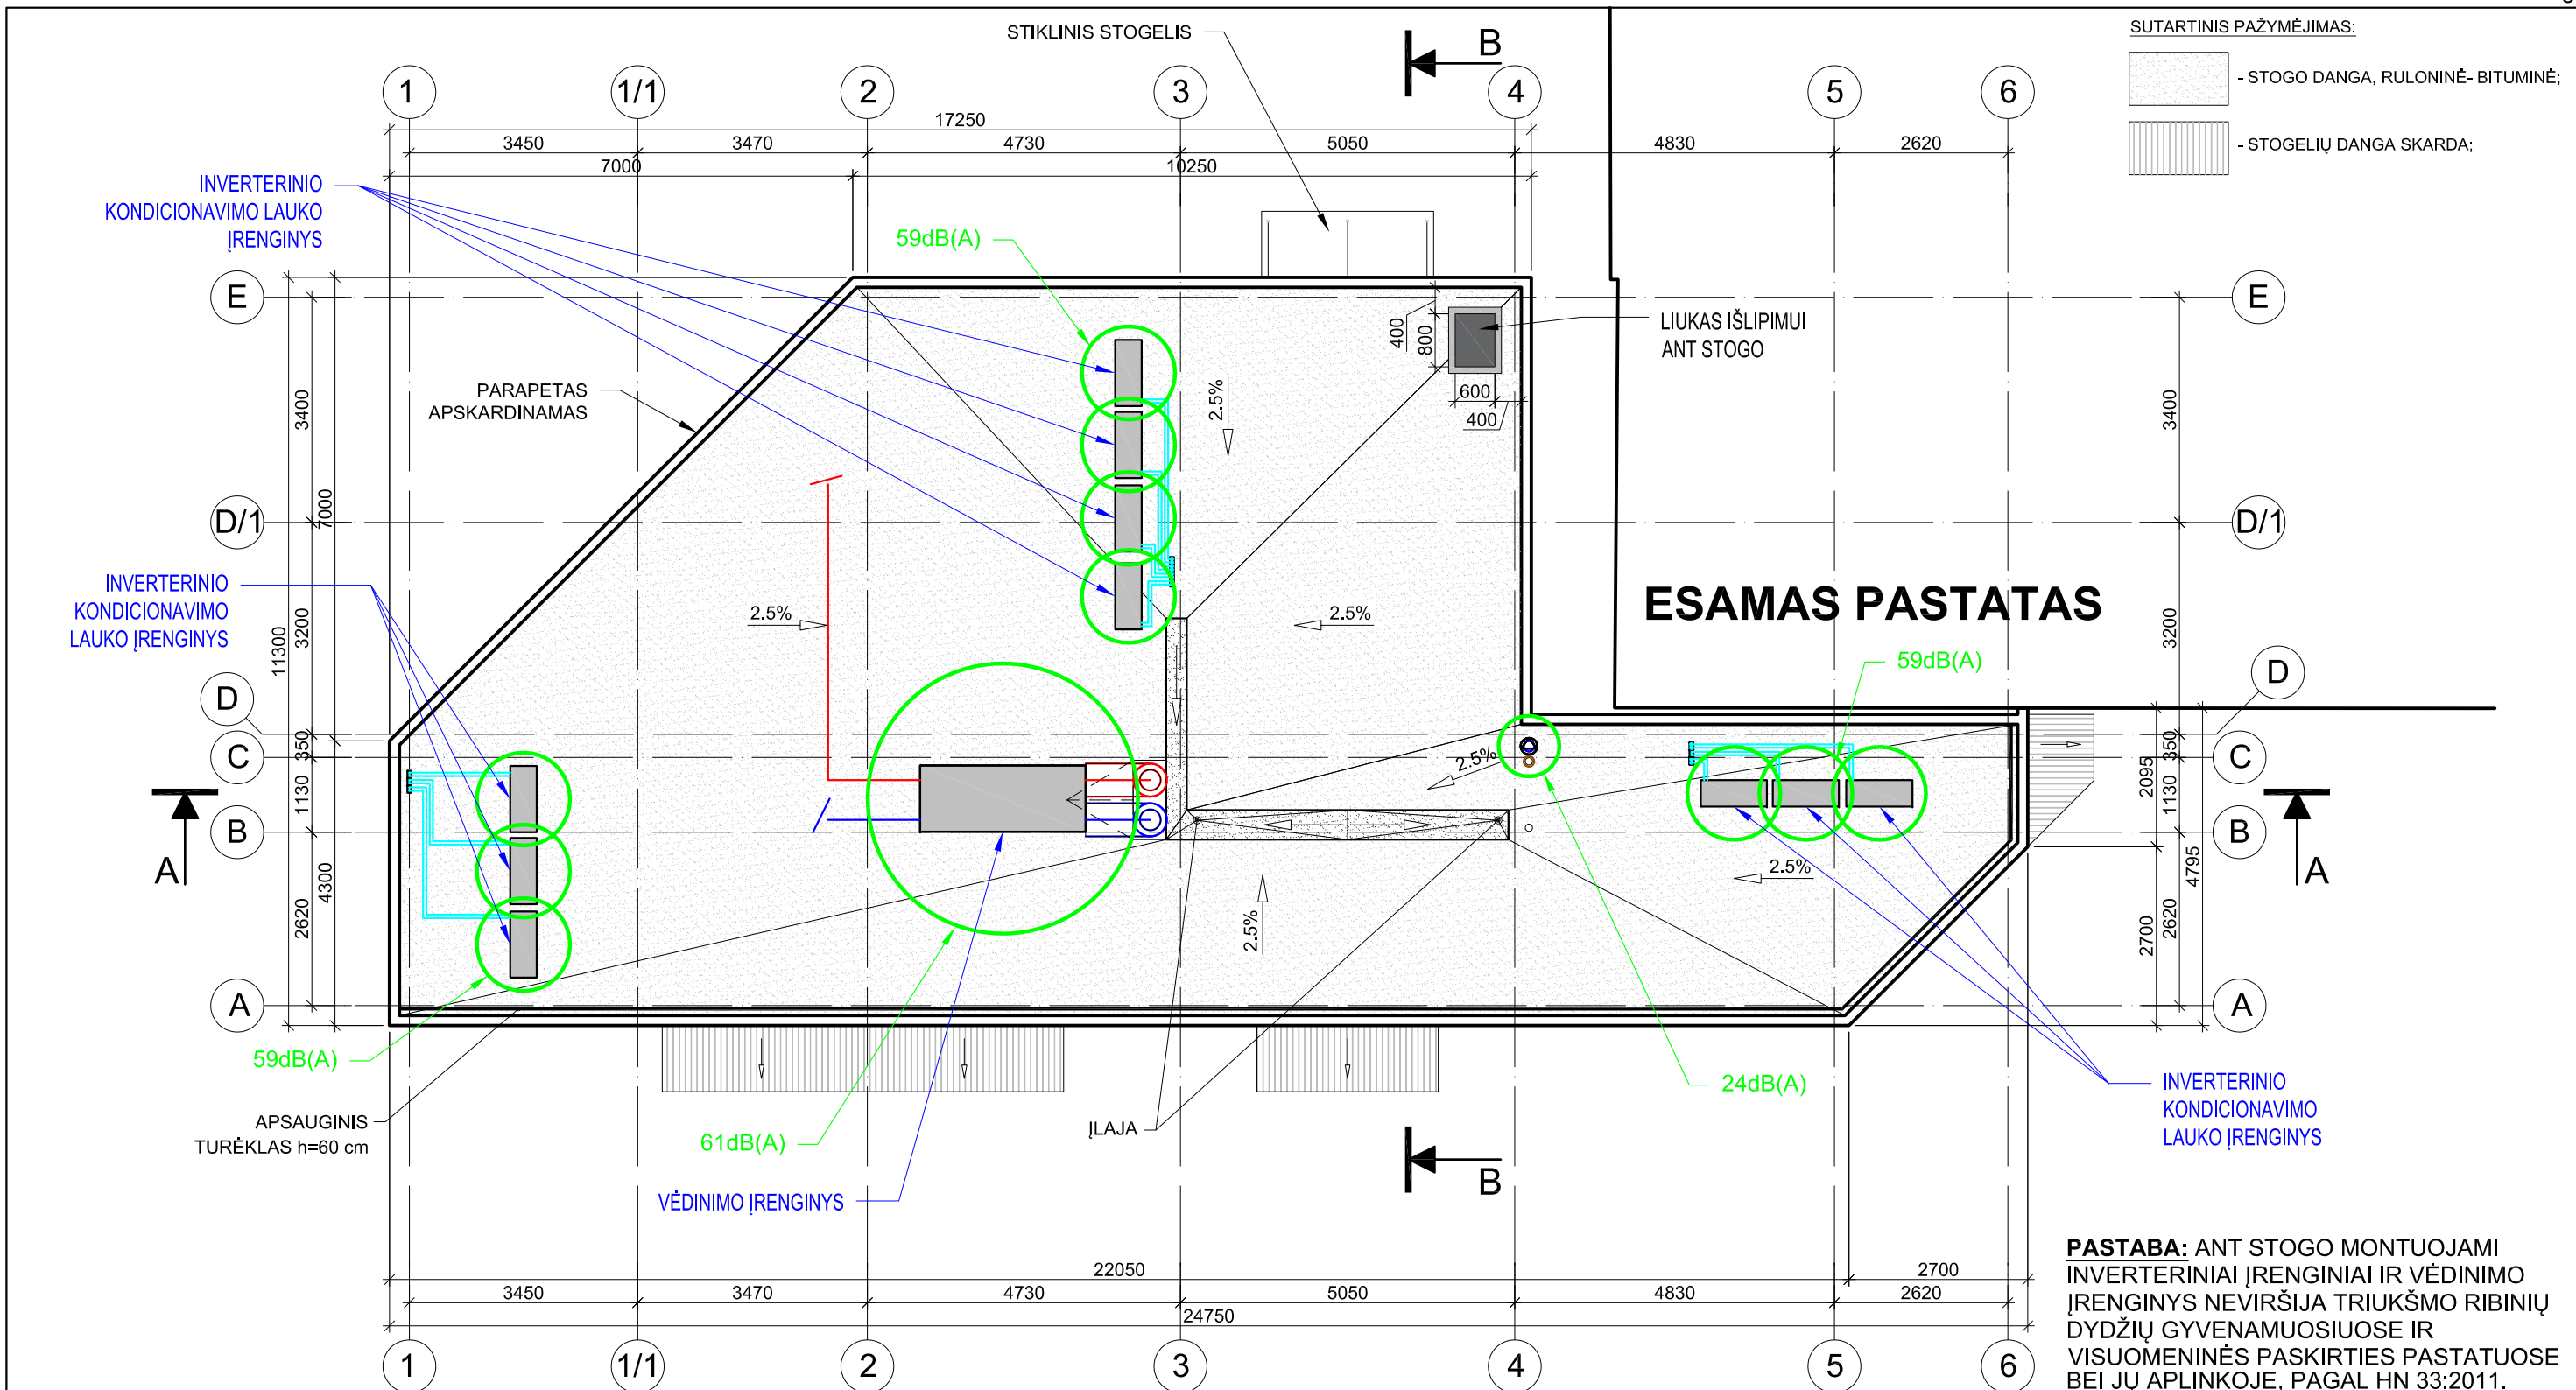 STIKLINIS STOGELIS
B
SUTARTINIS PAŽYMĖJIMAS:
- STOGO DANGA, RULONINĖ- BITUMINĖ;
- STOGELIŲ DANGA SKARDA;
1 1/1 2 3 4 5 6
17250
3450 3470 4730 5050 4830 2620
7000 10250
INVERTERINIO
KONDICIONAVIMO LAUKO
ĮRENGINYS
59dB(A)
E E
LIUKAS IŠLIPIMUI
ANT STOGO
400
800
600
400
PARAPETAS
APSKARDINAMAS
2.5%
3400
7000
3400
D/1 D/1
INVERTERINIO
KONDICIONAVIMO
LAUKO ĮRENGINYS
2.5%
2.5%
ESAMAS PASTATAS
11300
3200
3200
59dB(A)
D D
C C
350
350
2.5%
1130
2095
1130
B B
A A
4300
2620
2.5%
2.5%
4795
2700
2620
A A
59dB(A)
24dB(A)
INVERTERINIO
KONDICIONAVIMO
LAUKO ĮRENGINYS
APSAUGINIS
TURĖKLAS h=60 cm
61dB(A)
ĮLAJA
B
VĖDINIMO ĮRENGINYS
22050 2700
3450 3470 4730 5050 4830 2620
24750
1 1/1 2 3 4 5 6
PASTABA: ANT STOGO MONTUOJAMI
INVERTERINIAI ĮRENGINIAI IR VĖDINIMO
ĮRENGINYS NEVIRŠIJA TRIUKŠMO RIBINIŲ
DYDŽIŲ GYVENAMUOSIUOSE IR
VISUOMENINĖS PASKIRTIES PASTATUOSE
BEI JŲ APLINKOJE, PAGAL HN 33:2011.